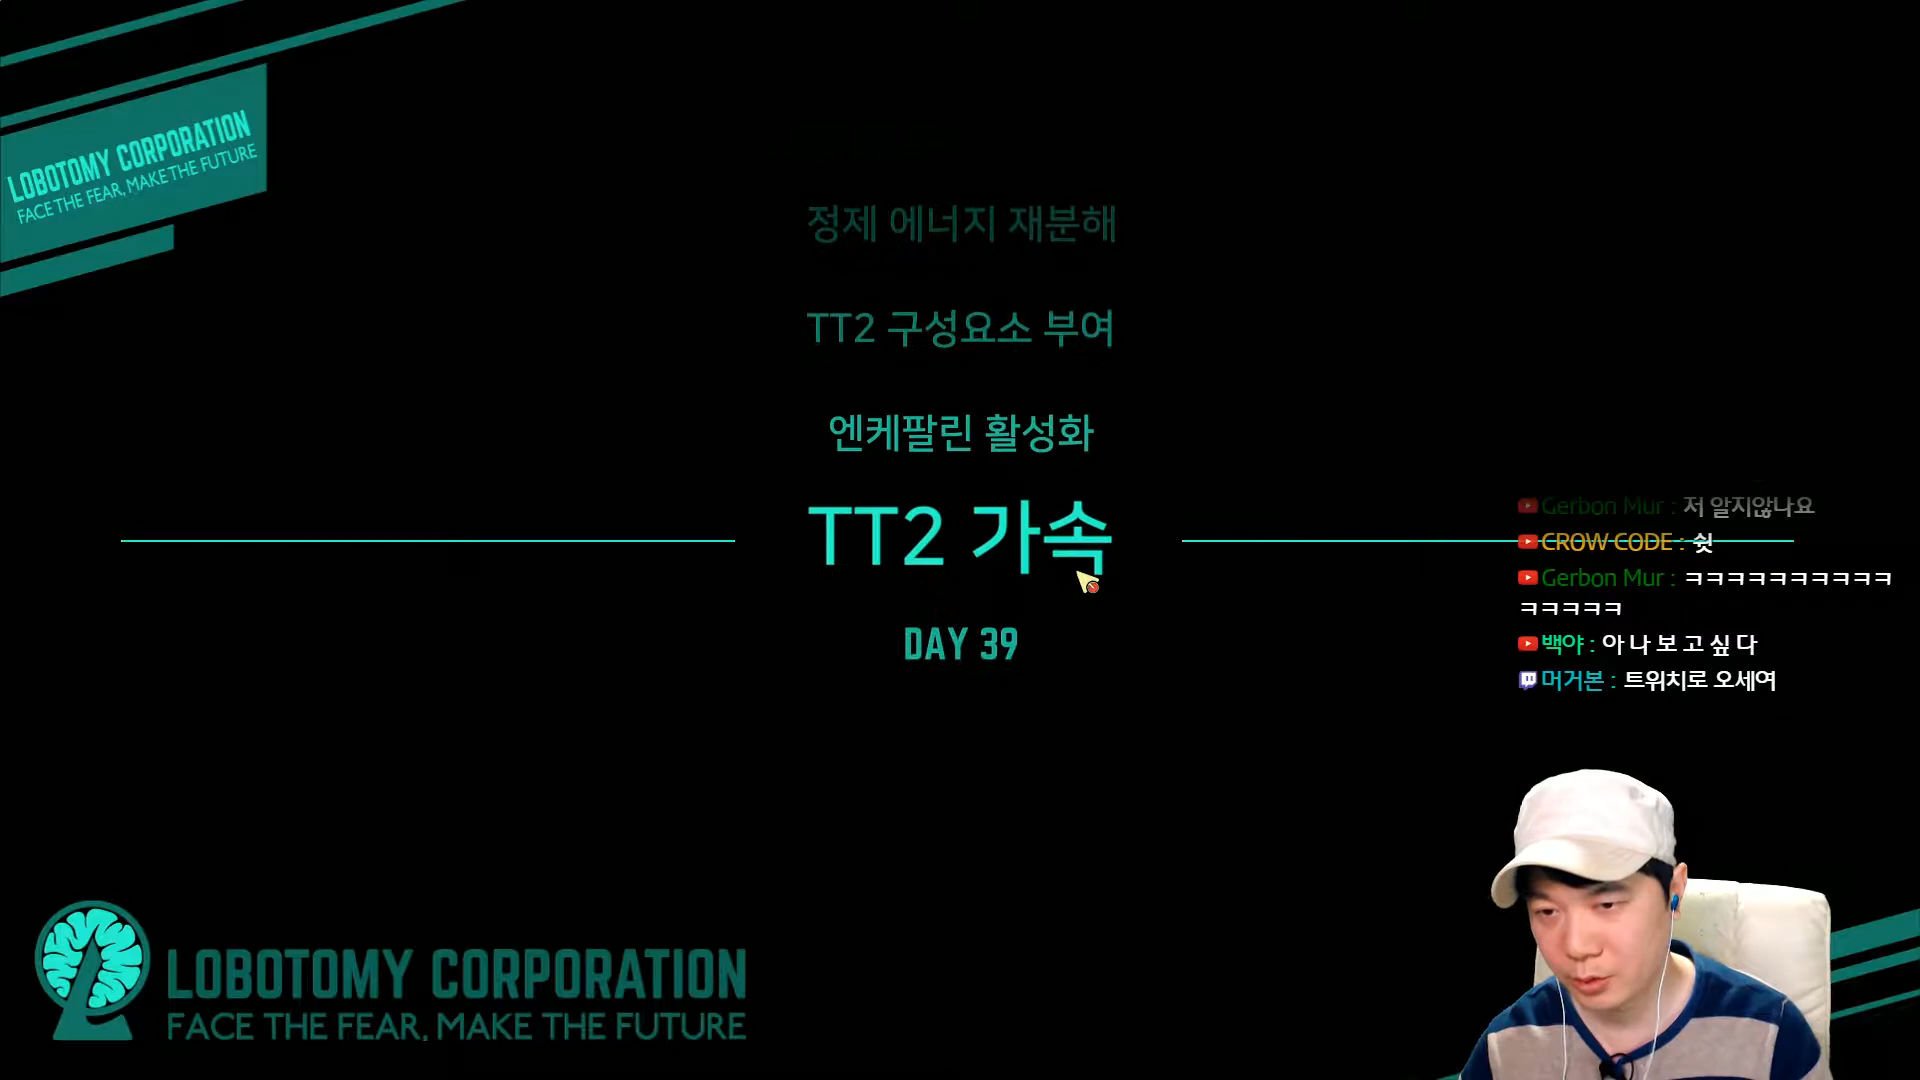 LOBOTOMY CORPORATION
FACE THE FEAR, MAKE THE FUTURE
정제 에너지 재분해
TT2 구성요소 부여
엔케팔린 활성화
TT2 가속
DAY 39
Gerbon Mur : 저 알지않나요
CROW CODE : 쉿
Gerbon Mur : ㅋㅋㅋㅋㅋㅋㅋㅋㅋㅋ
ㅋㅋㅋㅋㅋ
백야 : 아 나 보 고 싶 다
머거본 : 트위치로 오세여
LOBOTOMY CORPORATION
FACE THE FEAR, MAKE THE FUTURE